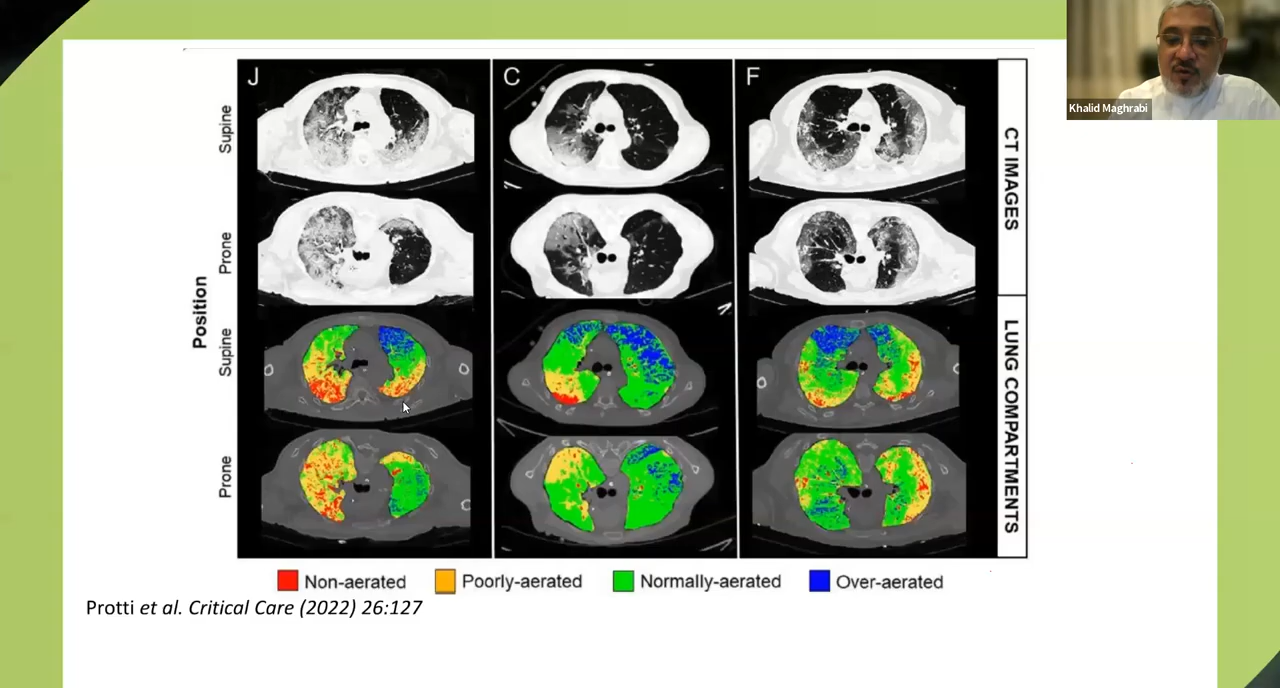 Khalid Maghrabi
J
C
F
Supine
Prone
Supine
Prone
Position
CT IMAGES
LUNG COMPARTMENTS
Non-aerated
Poorly-aerated
Normally-aerated
Over-aerated
Protti et al. Critical Care (2022) 26:127